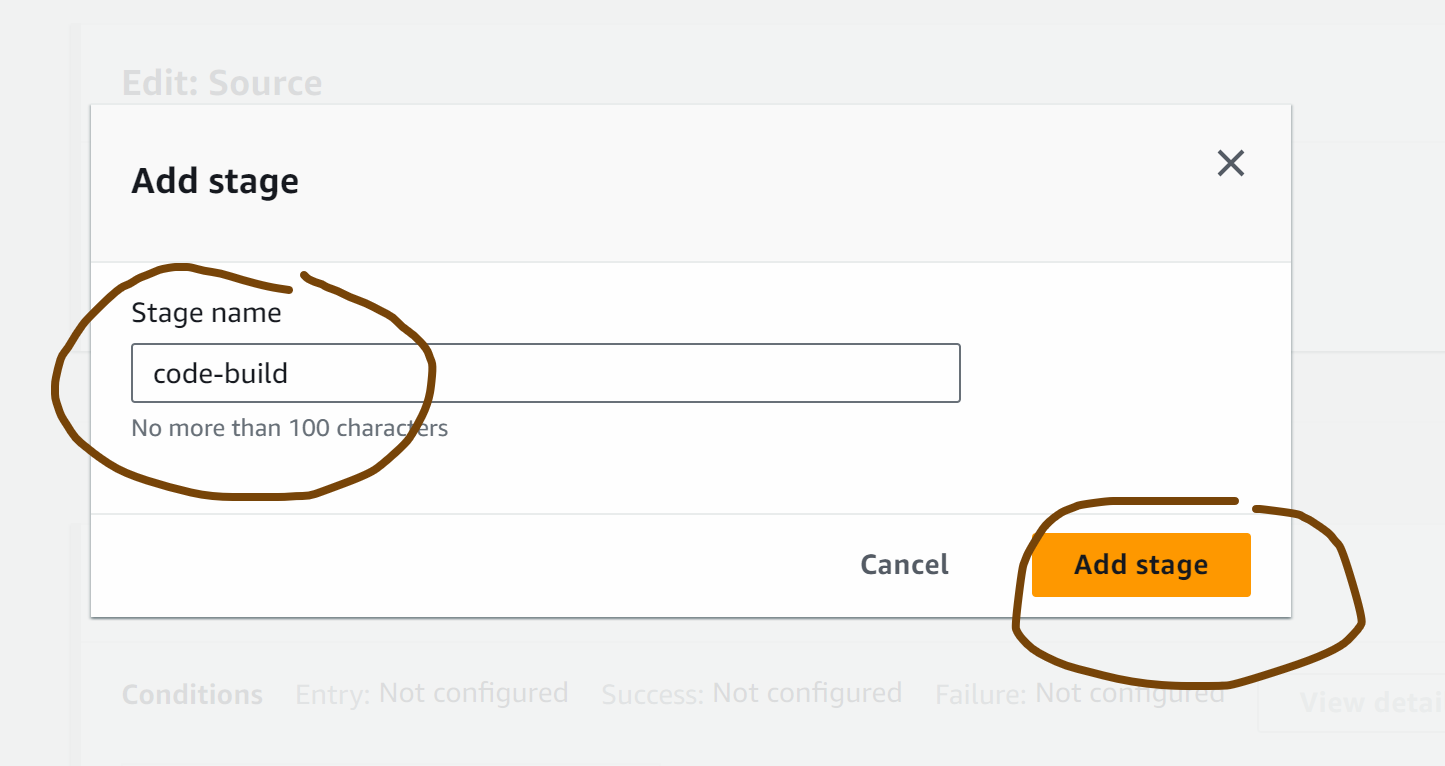 Edit: Source
Add stage
Stage name
code-build
No more than 100 characters
Cancel
Add stage
Conditions Entry: Not configured Success: Not configured Failure: Not configured View detai